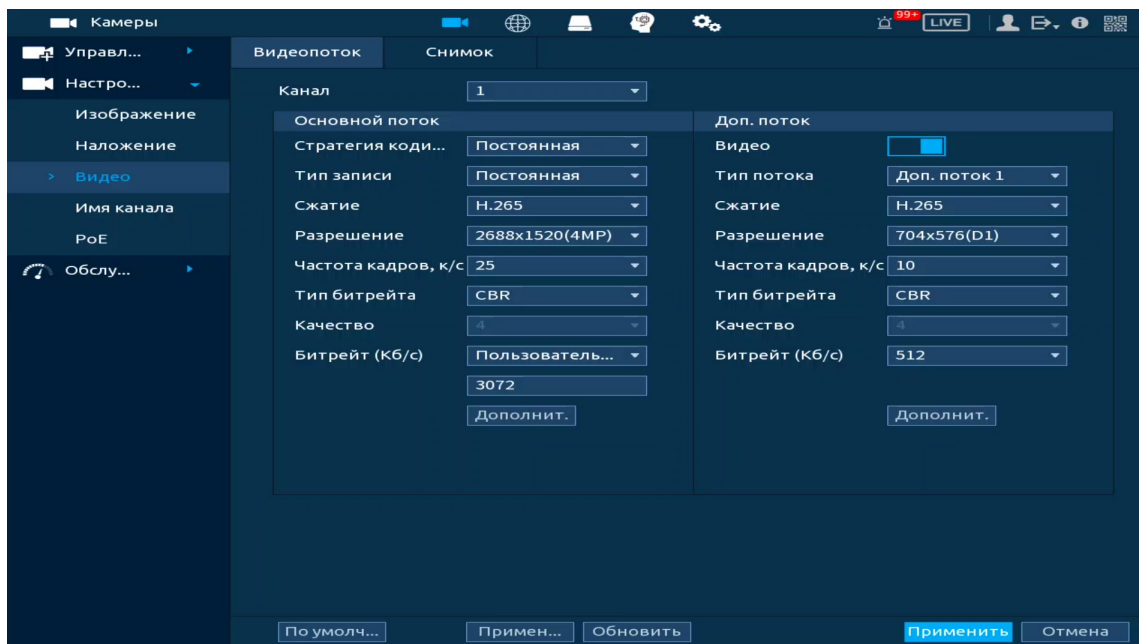 Камеры 99+ LIVE
Управл... Видеопоток Снимок
Настро... Канал 1
Изображение Основной поток Доп. поток
Наложение Стратегия коди... Постоянная Видео
> Видео Тип записи Постоянная Тип потока Доп. поток 1
Имя канала Сжатие H.265 Сжатие H.265
PoE Разрешение 2688x1520(4MP) Разрешение 704x576(D1)
Обслу... Частота кадров, к/с 25 Частота кадров, к/с 10
Тип битрейта CBR Тип битрейта CBR
Качество 4 Качество 4
Битрейт (Кб/с) Пользователь... Битрейт (Кб/с) 512
3072
Дополнит. Дополнит.
По умолч... Примен... Обновить Применить Отмена